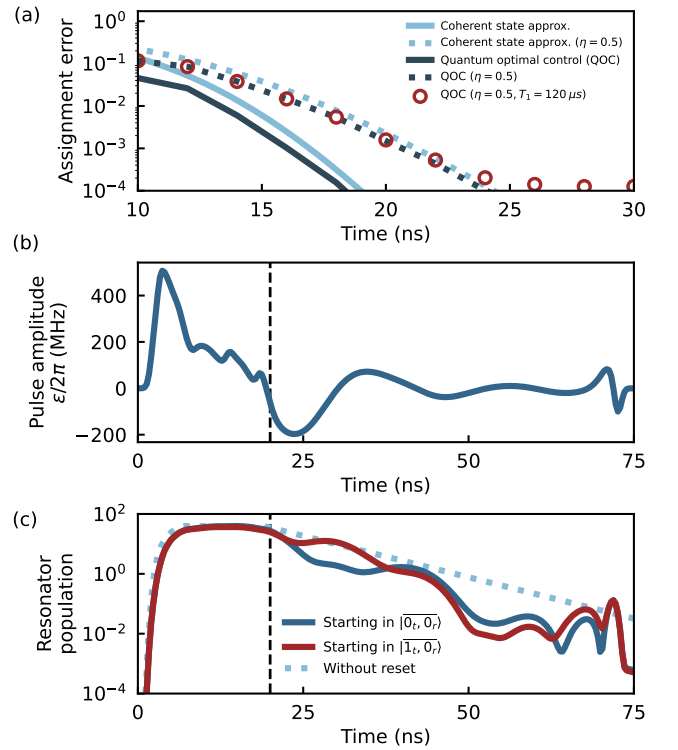 (a)
Assignment error
10⁰
10⁻¹
10⁻²
10⁻³
10⁻⁴
Coherent state approx.
Coherent state approx. (η = 0.5)
Quantum optimal control (QOC)
QOC (η = 0.5)
QOC (η = 0.5, T₁ = 120 μs)
10 15 20 25 30
Time (ns)
(b)
Pulse amplitude
ε/2π (MHz)
400
200
0
−200
0 25 50 75
Time (ns)
(c)
Resonator
population
10²
10⁰
10⁻²
10⁻⁴
Starting in |0̅ₜ̅,̅ ̅0̅ᵣ̅⟩
Starting in |1̅ₜ̅,̅ ̅0̅ᵣ̅⟩
Without reset
0 25 50 75
Time (ns)